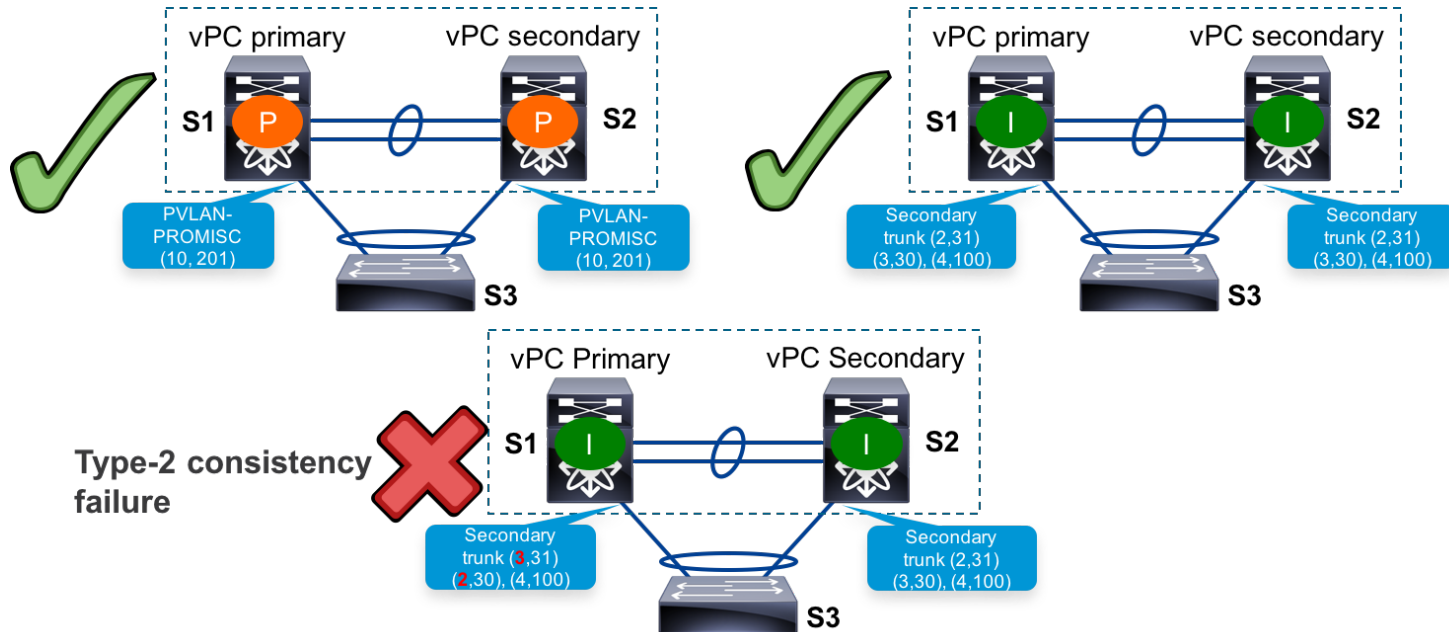 vPC primary
vPC secondary
S1
P
P
S2
PVLAN-
PROMISC
(10, 201)
PVLAN-
PROMISC
(10, 201)
S3
vPC primary
vPC secondary
S1
I
I
S2
Secondary
trunk (2,31)
(3,30), (4,100)
Secondary
trunk (2,31)
(3,30), (4,100)
S3
vPC Primary
vPC Secondary
S1
I
I
S2
Type-2 consistency
failure
Secondary
trunk (3,31)
(2,30), (4,100)
Secondary
trunk (2,31)
(3,30), (4,100)
S3